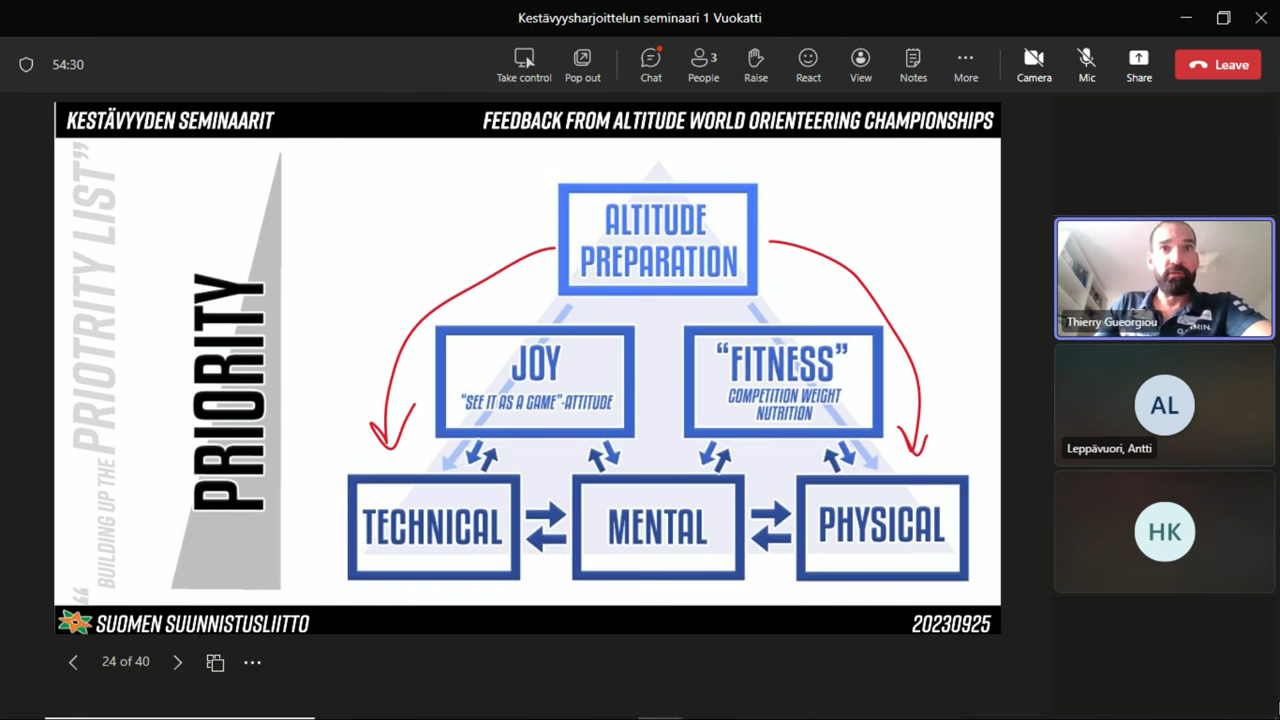 Kestävyysharjoittelun seminaari 1 Vuokatti
54:30
Take control
Pop out
Chat
3
People
Raise
React
View
Notes
More
Camera
Mic
Share
Leave
KESTÄVYYDEN SEMINAARIT
FEEDBACK FROM ALTITUDE WORLD ORIENTEERING CHAMPIONSHIPS
“BUILDING UP THE PRIOTRITY LIST”
PRIORITY
ALTITUDE
PREPARATION
JOY
“SEE IT AS A GAME”-ATTITUDE
“FITNESS”
COMPETITION WEIGHT
NUTRITION
TECHNICAL
MENTAL
PHYSICAL
SUOMEN SUUNNISTUSLIITTO
20230925
24 of 40
Thierry Gueorgiou
GARMIN.
AL
Leppävuori, Antti
HK